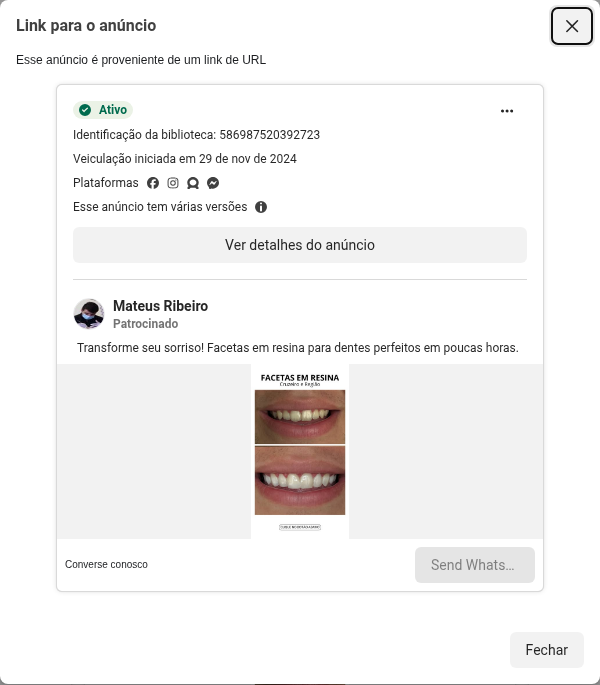 Link para o anúncio
Esse anúncio é proveniente de um link de URL
Ativo
Identificação da biblioteca: 586987520392723
Veiculação iniciada em 29 de nov de 2024
Plataformas
Esse anúncio tem várias versões
Ver detalhes do anúncio
Mateus Ribeiro
Patrocinado
Transforme seu sorriso! Facetas em resina para dentes perfeitos em poucas horas.
FACETAS EM RESINA
Cruzeiro e Região
Converse conosco
Send Whats...
Fechar